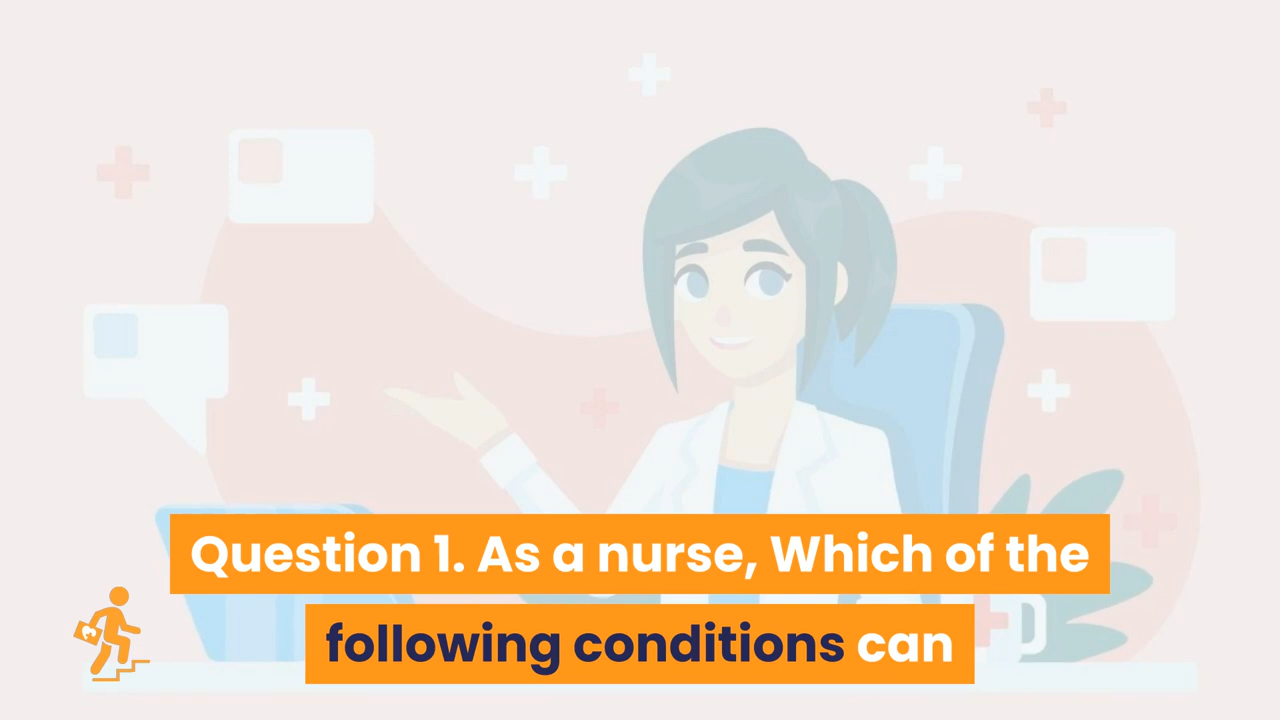 Question 1. As a nurse, Which of the
following conditions can